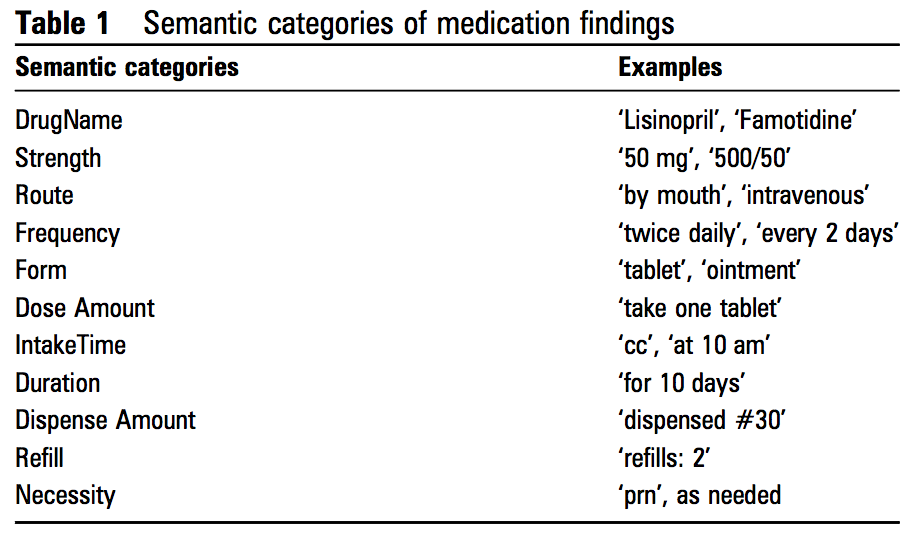 Table 1 Semantic categories of medication findings
Semantic categories Examples
DrugName ‘Lisinopril’, ‘Famotidine’
Strength ‘50 mg’, ‘500/50’
Route ‘by mouth’, ‘intravenous’
Frequency ‘twice daily’, ‘every 2 days’
Form ‘tablet’, ‘ointment’
Dose Amount ‘take one tablet’
IntakeTime ‘cc’, ‘at 10 am’
Duration ‘for 10 days’
Dispense Amount ‘dispensed #30’
Refill ‘refills: 2’
Necessity ‘prn’, as needed